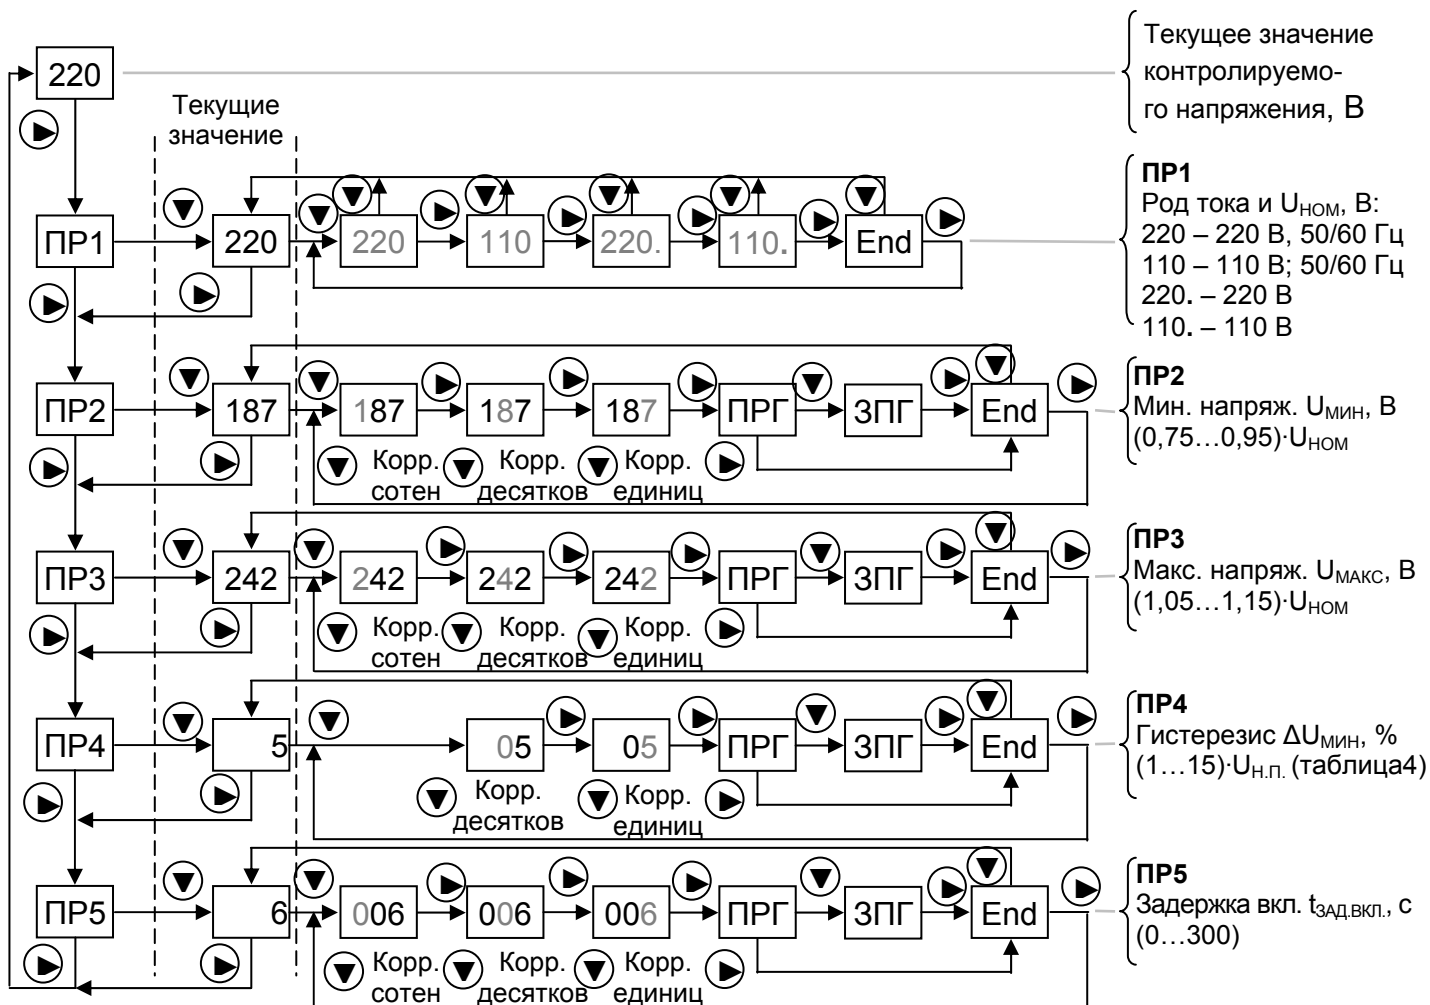 220
Текущее значение
контролируемо-
го напряжения, В
Текущие
значение
ПР1
220
220
110
220.
110.
End
ПР1
Род тока и UНОМ, В:
220 – 220 В, 50/60 Гц
110 – 110 В; 50/60 Гц
220. – 220 В
110. – 110 В
ПР2
187
187
187
187
ПРГ
ЗПГ
End
Корр.
сотен
Корр.
десятков
Корр.
единиц
ПР2
Мин. напряж. UМИН, В
(0,75...0,95)·UНОМ
ПР3
242
242
242
242
ПРГ
ЗПГ
End
Корр.
сотен
Корр.
десятков
Корр.
единиц
ПР3
Макс. напряж. UМАКС, В
(1,05...1,15)·UНОМ
ПР4
5
05
05
ПРГ
ЗПГ
End
Корр.
десятков
Корр.
единиц
ПР4
Гистерезис ΔUМИН, %
(1...15)·UН.П. (таблица4)
ПР5
6
006
006
006
ПРГ
ЗПГ
End
Корр.
сотен
Корр.
десятков
Корр.
единиц
ПР5
Задержка вкл. tЗАД.ВКЛ., с
(0...300)